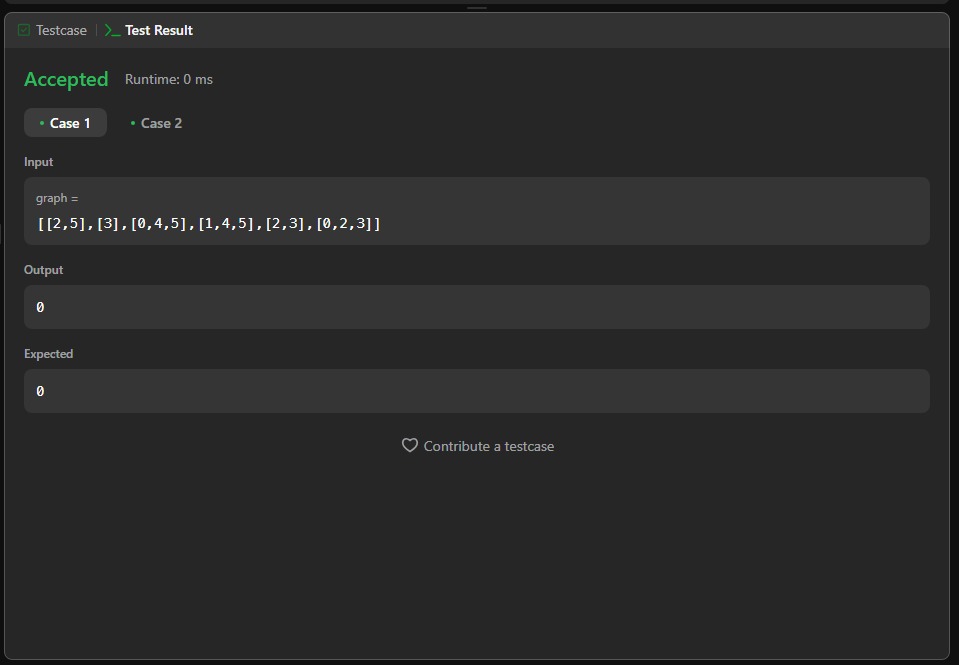 Testcase | >_ Test Result
Accepted Runtime: 0 ms
• Case 1 • Case 2
Input
graph =
[[2,5],[3],[0,4,5],[1,4,5],[2,3],[0,2,3]]
Output
0
Expected
0
Contribute a testcase